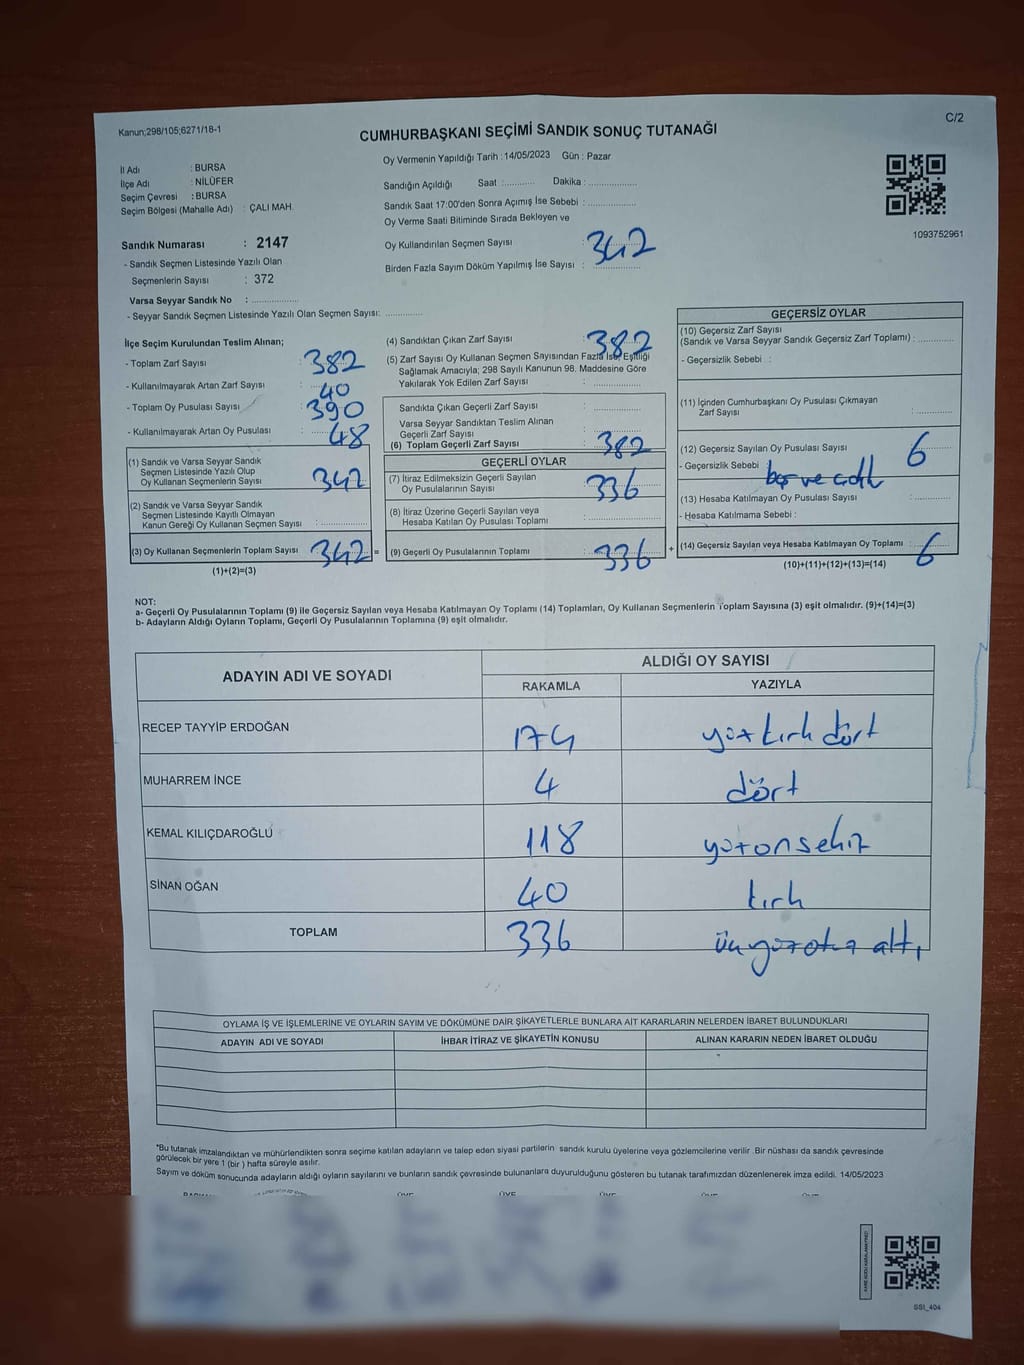 Kanun;298/105;6271/18-1
C/2
CUMHURBAŞKANI SEÇİMİ SANDIK SONUÇ TUTANAĞI
İl Adı : BURSA
İlçe Adı : NİLÜFER
Seçim Çevresi : BURSA
Seçim Bölgesi (Mahalle Adı) : ÇALI MAH.
Sandık Numarası : 2147
- Sandık Seçmen Listesinde Yazılı Olan
Seçmenlerin Sayısı : 372
Varsa Seyyar Sandık No : ..................
- Seyyar Sandık Seçmen Listesinde Yazılı Olan Seçmen Sayısı: ..............
Oy Vermenin Yapıldığı Tarih : 14/05/2023 Gün : Pazar
Sandığın Açıldığı Saat :............ Dakika :..................
Sandık Saat 17:00'den Sonra Açımış İse Sebebi :..................
Oy Verme Saati Bitiminde Sırada Bekleyen ve
Oy Kullandırılan Seçmen Sayısı : 342
Birden Fazla Sayım Döküm Yapılmış İse Sayısı :..................
1093752961
İlçe Seçim Kurulundan Teslim Alınan;
- Toplam Zarf Sayısı : 382
- Kullanılmayarak Artan Zarf Sayısı : 40
- Toplam Oy Pusulası Sayısı : 390
- Kullanılmayarak Artan Oy Pusulası : 48
(1) Sandık ve Varsa Seyyar Sandık
Seçmen Listesinde Yazılı Olup
Oy Kullanan Seçmenlerin Sayısı : 342
(2) Sandık ve Varsa Seyyar Sandık
Seçmen Listesinde Kayıtlı Olmayan
Kanun Gereği Oy Kullanan Seçmen Sayısı :..................
(3) Oy Kullanan Seçmenlerin Toplam Sayısı 342 =
(1)+(2)=(3)
(4) Sandıktan Çıkan Zarf Sayısı : 382
(5) Zarf Sayısı Oy Kullanan Seçmen Sayısından Fazla İse, Eşitliği
Sağlamak Amacıyla; 298 Sayılı Kanunun 98. Maddesine Göre
Yakılarak Yok Edilen Zarf Sayısı :..................
Sandıkta Çıkan Geçerli Zarf Sayısı :..................
Varsa Seyyar Sandıktan Teslim Alınan
Geçerli Zarf Sayısı :..................
(6) Toplam Geçerli Zarf Sayısı : 382
GEÇERLİ OYLAR
(7) İtiraz Edilmeksizin Geçerli Sayılan
Oy Pusulalarının Sayısı : 336
(8) İtiraz Üzerine Geçerli Sayılan veya
Hesaba Katılan Oy Pusulası Toplamı :..................
(9) Geçerli Oy Pusulalarının Toplamı : 336 +
GEÇERSİZ OYLAR
(10) Geçersiz Zarf Sayısı
(Sandık ve Varsa Seyyar Sandık Geçersiz Zarf Toplamı) :............
- Geçersizlik Sebebi :
(11) İçinden Cumhurbaşkanı Oy Pusulası Çıkmayan
Zarf Sayısı :............
(12) Geçersiz Sayılan Oy Pusulası Sayısı : 6
- Geçersizlik Sebebi : boş ve
(13) Hesaba Katılmayan Oy Pusulası Sayısı :............
- Hesaba Katılmama Sebebi :
(14) Geçersiz Sayılan veya Hesaba Katılmayan Oy Toplamı : 6
(10)+(11)+(12)+(13)=(14)
NOT:
a- Geçerli Oy Pusulalarının Toplamı (9) ile Geçersiz Sayılan veya Hesaba Katılmayan Oy Toplamı (14) Toplamları, Oy Kullanan Seçmenlerin Toplam Sayısına (3) eşit olmalıdır. (9)+(14)=(3)
b- Adayların Aldığı Oyların Toplamı, Geçerli Oy Pusulalarının Toplamına (9) eşit olmalıdır.
ADAYIN ADI VE SOYADI ALDIĞI OY SAYISI
RAKAMLA YAZIYLA
RECEP TAYYİP ERDOĞAN 174 yüz kırk dört
MUHARREM İNCE 4 dört
KEMAL KILIÇDAROĞLU 118 yüzonsekiz
SİNAN OĞAN 40 kırk
TOPLAM 336 üçyüzotuz altı
OYLAMA İŞ VE İŞLEMLERİNE VE OYLARIN SAYIM VE DÖKÜMÜNE DAİR ŞİKAYETLERLE BUNLARA AİT KARARLARIN NELERDEN İBARET BULUNDUKLARI
ADAYIN ADI VE SOYADI İHBAR İTİRAZ VE ŞİKAYETİN KONUSU ALINAN KARARIN NEDEN İBARET OLDUĞU
*Bu tutanak imzalandıktan ve mühürlendikten sonra seçime katılan adayların ve talep eden siyasi partilerin sandık kurulu üyelerine veya gözlemcilerine verilir. Bir nüshası da sandık çevresinde
görülecek bir yere 1 (bir) hafta süreyle asılır.
Sayım ve döküm sonucunda adayların aldığı oyların sayılarını ve bunların sandık çevresinde bulunanlara duyurulduğunu gösteren bu tutanak tarafımızdan düzenlenerek imza edildi. 14/05/2023
SSI_404